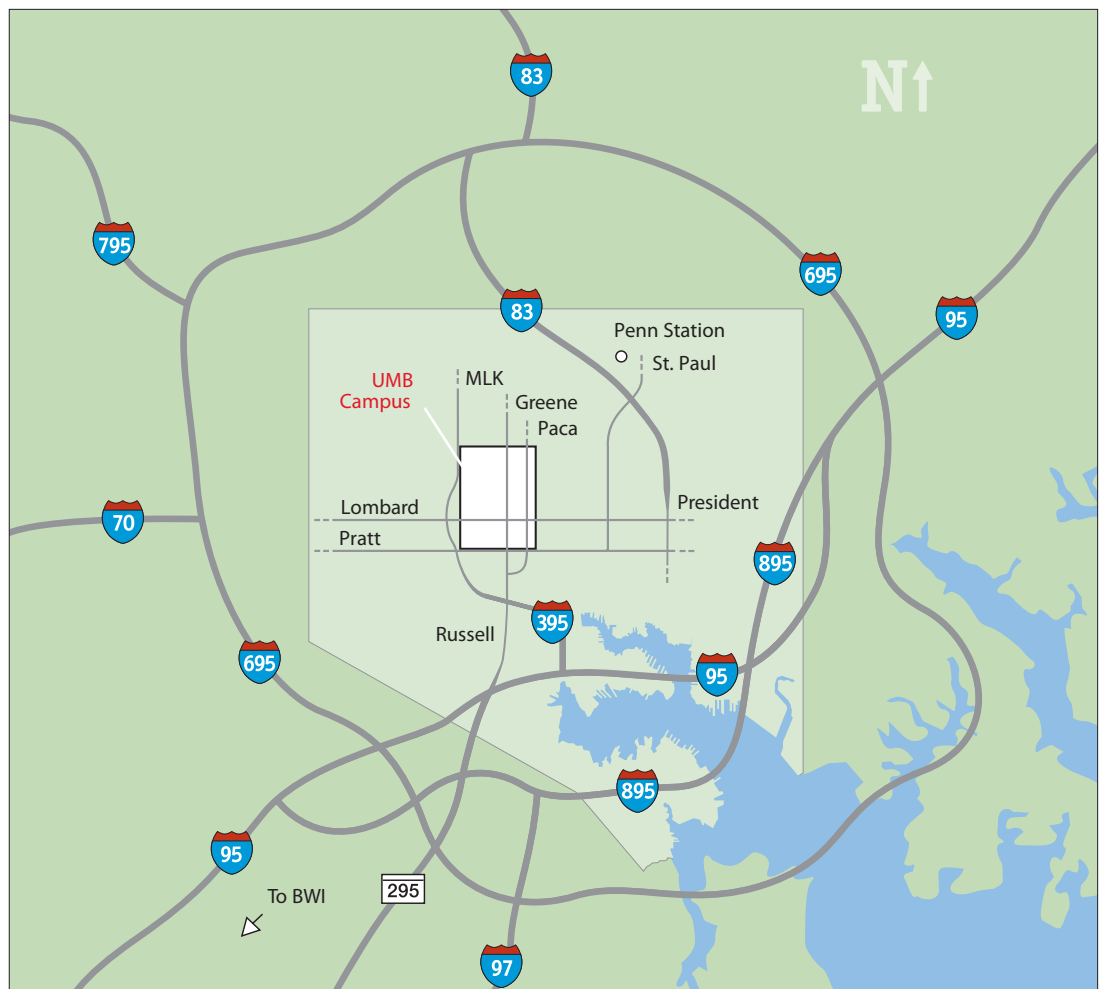 83
N
795
695
83
95
Penn Station
St. Paul
UMB
Campus
MLK
Greene
Paca
Lombard
President
70
Pratt
895
395
Russell
695
95
895
95
295
To BWI
97